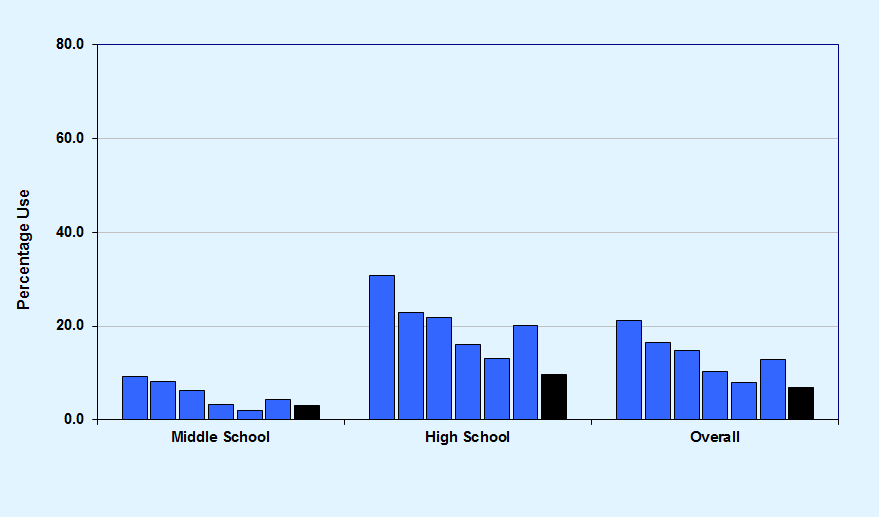 80.0
60.0
40.0
20.0
0.0
Percentage Use
Middle School
High School
Overall